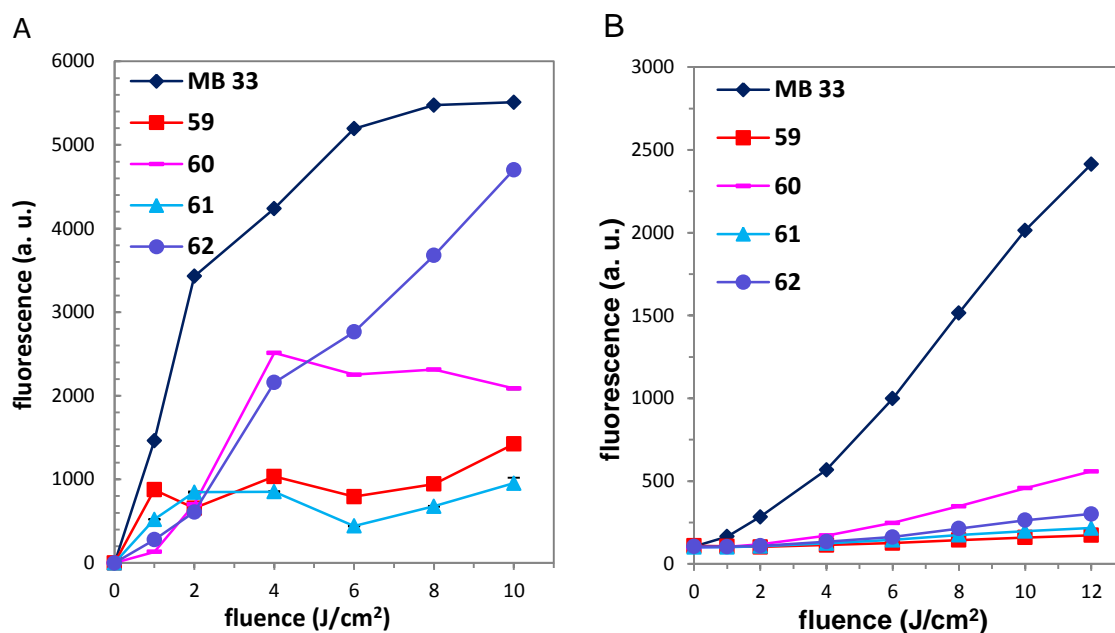 A
fluorescence (a. u.)
6000
5000
4000
3000
2000
1000
0
MB 33
59
60
61
62
0 2 4 6 8 10
fluence (J/cm²)
B
fluorescence (a. u.)
3000
2500
2000
1500
1000
500
0
MB 33
59
60
61
62
0 2 4 6 8 10 12
fluence (J/cm²)